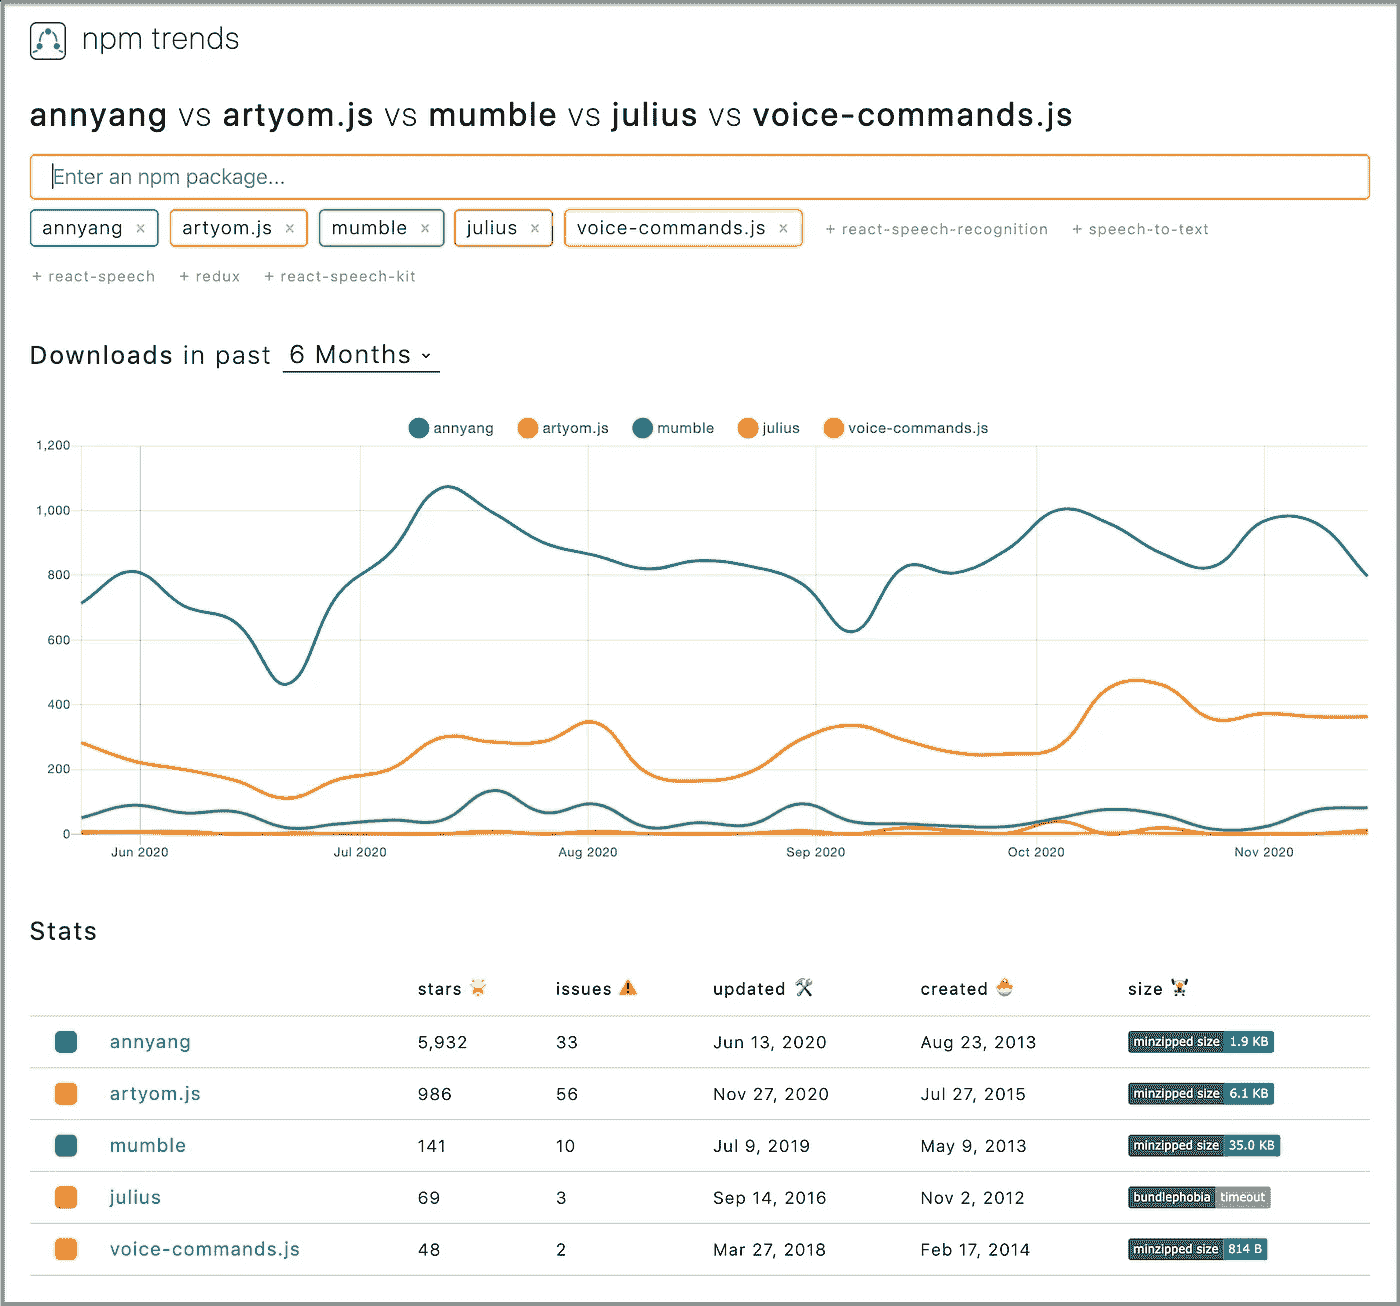 npm trends
annyang vs artyom.js vs mumble vs julius vs voice-commands.js
Enter an npm package...
annyang × artyom.js × mumble × julius × voice-commands.js × + react-speech-recognition + speech-to-text
+ react-speech + redux + react-speech-kit
Downloads in past 6 Months
annyang artyom.js mumble julius voice-commands.js
1,200
1,000
800
600
400
200
0
Jun 2020 Jul 2020 Aug 2020 Sep 2020 Oct 2020 Nov 2020
Stats
stars issues updated created size
annyang 5,932 33 Jun 13, 2020 Aug 23, 2013 minzipped size 1.9 KB
artyom.js 986 56 Nov 27, 2020 Jul 27, 2015 minzipped size 6.1 KB
mumble 141 10 Jul 9, 2019 May 9, 2013 minzipped size 35.0 KB
julius 69 3 Sep 14, 2016 Nov 2, 2012 bundlephobia timeout
voice-commands.js 48 2 Mar 27, 2018 Feb 17, 2014 minzipped size 814 B